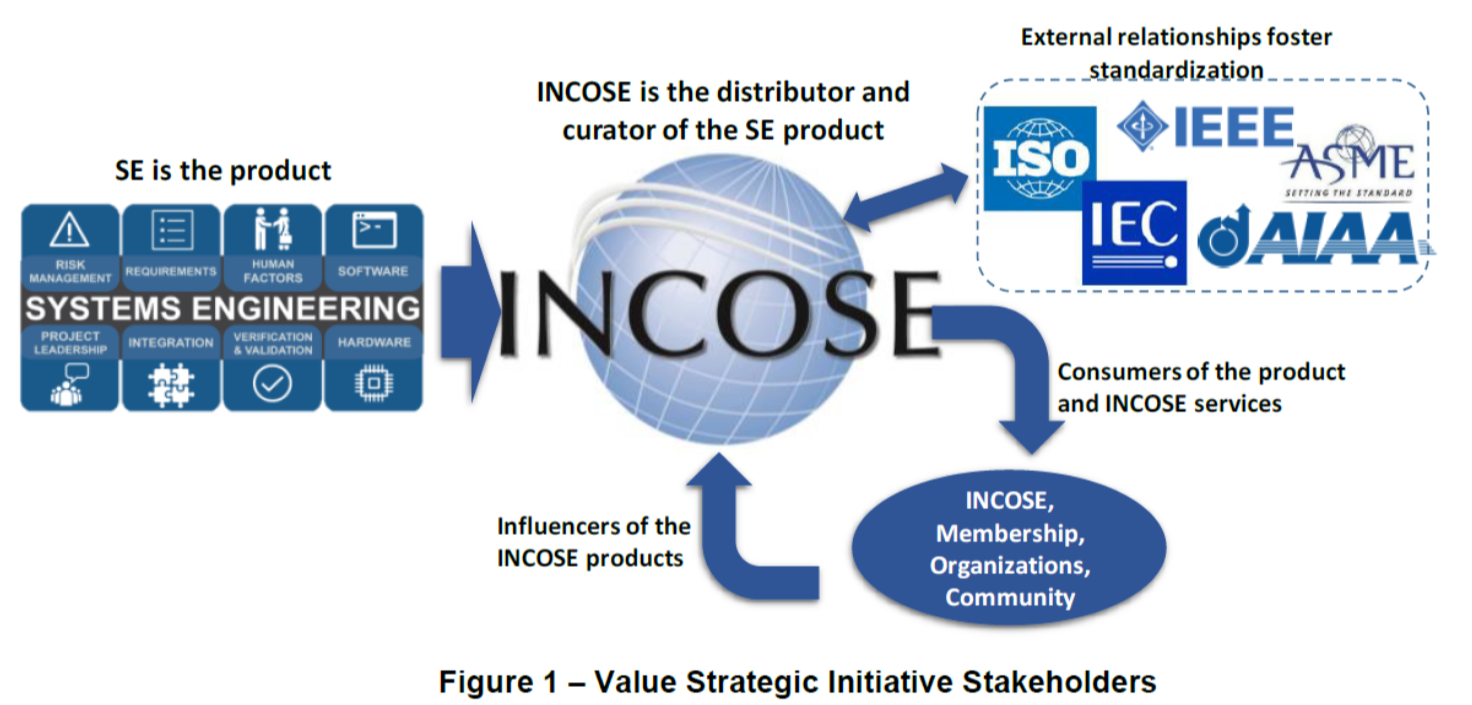 External relationships foster
standardization
INCOSE is the distributor and
curator of the SE product
SE is the product
ISO
IEEE
ASME
SETTING THE STANDARD
IEC
AIAA
RISK
MANAGEMENT
REQUIREMENTS
HUMAN
FACTORS
SOFTWARE
SYSTEMS ENGINEERING
PROJECT
LEADERSHIP
INTEGRATION
VERIFICATION
& VALIDATION
HARDWARE
INCOSE
Consumers of the product
and INCOSE services
Influencers of the
INCOSE products
INCOSE,
Membership,
Organizations,
Community
Figure 1 – Value Strategic Initiative Stakeholders